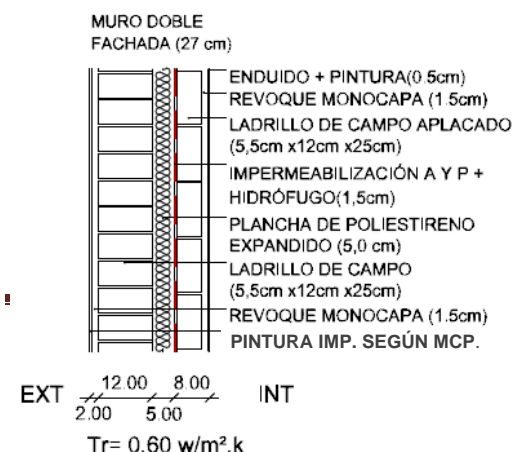 MURO DOBLE
FACHADA (27 cm)
ENDUIDO + PINTURA(0.5cm)
REVOQUE MONOCAPA (1.5cm)
LADRILLO DE CAMPO APLACADO
(5,5cm x12cm x25cm)
IMPERMEABILIZACIÓN A Y P +
HIDRÓFUGO(1,5cm)
PLANCHA DE POLIESTIRENO
EXPANDIDO (5,0 cm)
LADRILLO DE CAMPO
(5,5cm x12cm x25cm)
REVOQUE MONOCAPA (1.5cm)
PINTURA IMP. SEGÚN MCP.
EXT 12.00 8.00 INT
2.00 5.00
Tr= 0.60 w/m².k